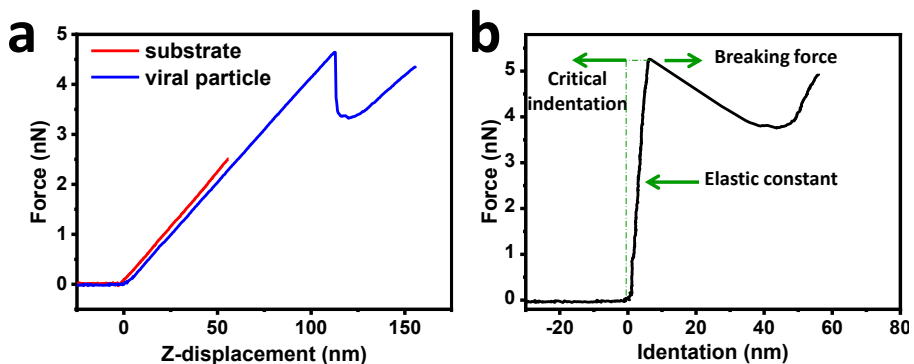 a
substrate
viral particle
5
4
3
2
1
0
Force (nN)
0
50
100
150
Z-displacement (nm)
b
Critical
indentation
Breaking force
Elastic constant
5
4
3
2
1
0
Force (nN)
-20
0
20
40
60
80
Identation (nm)